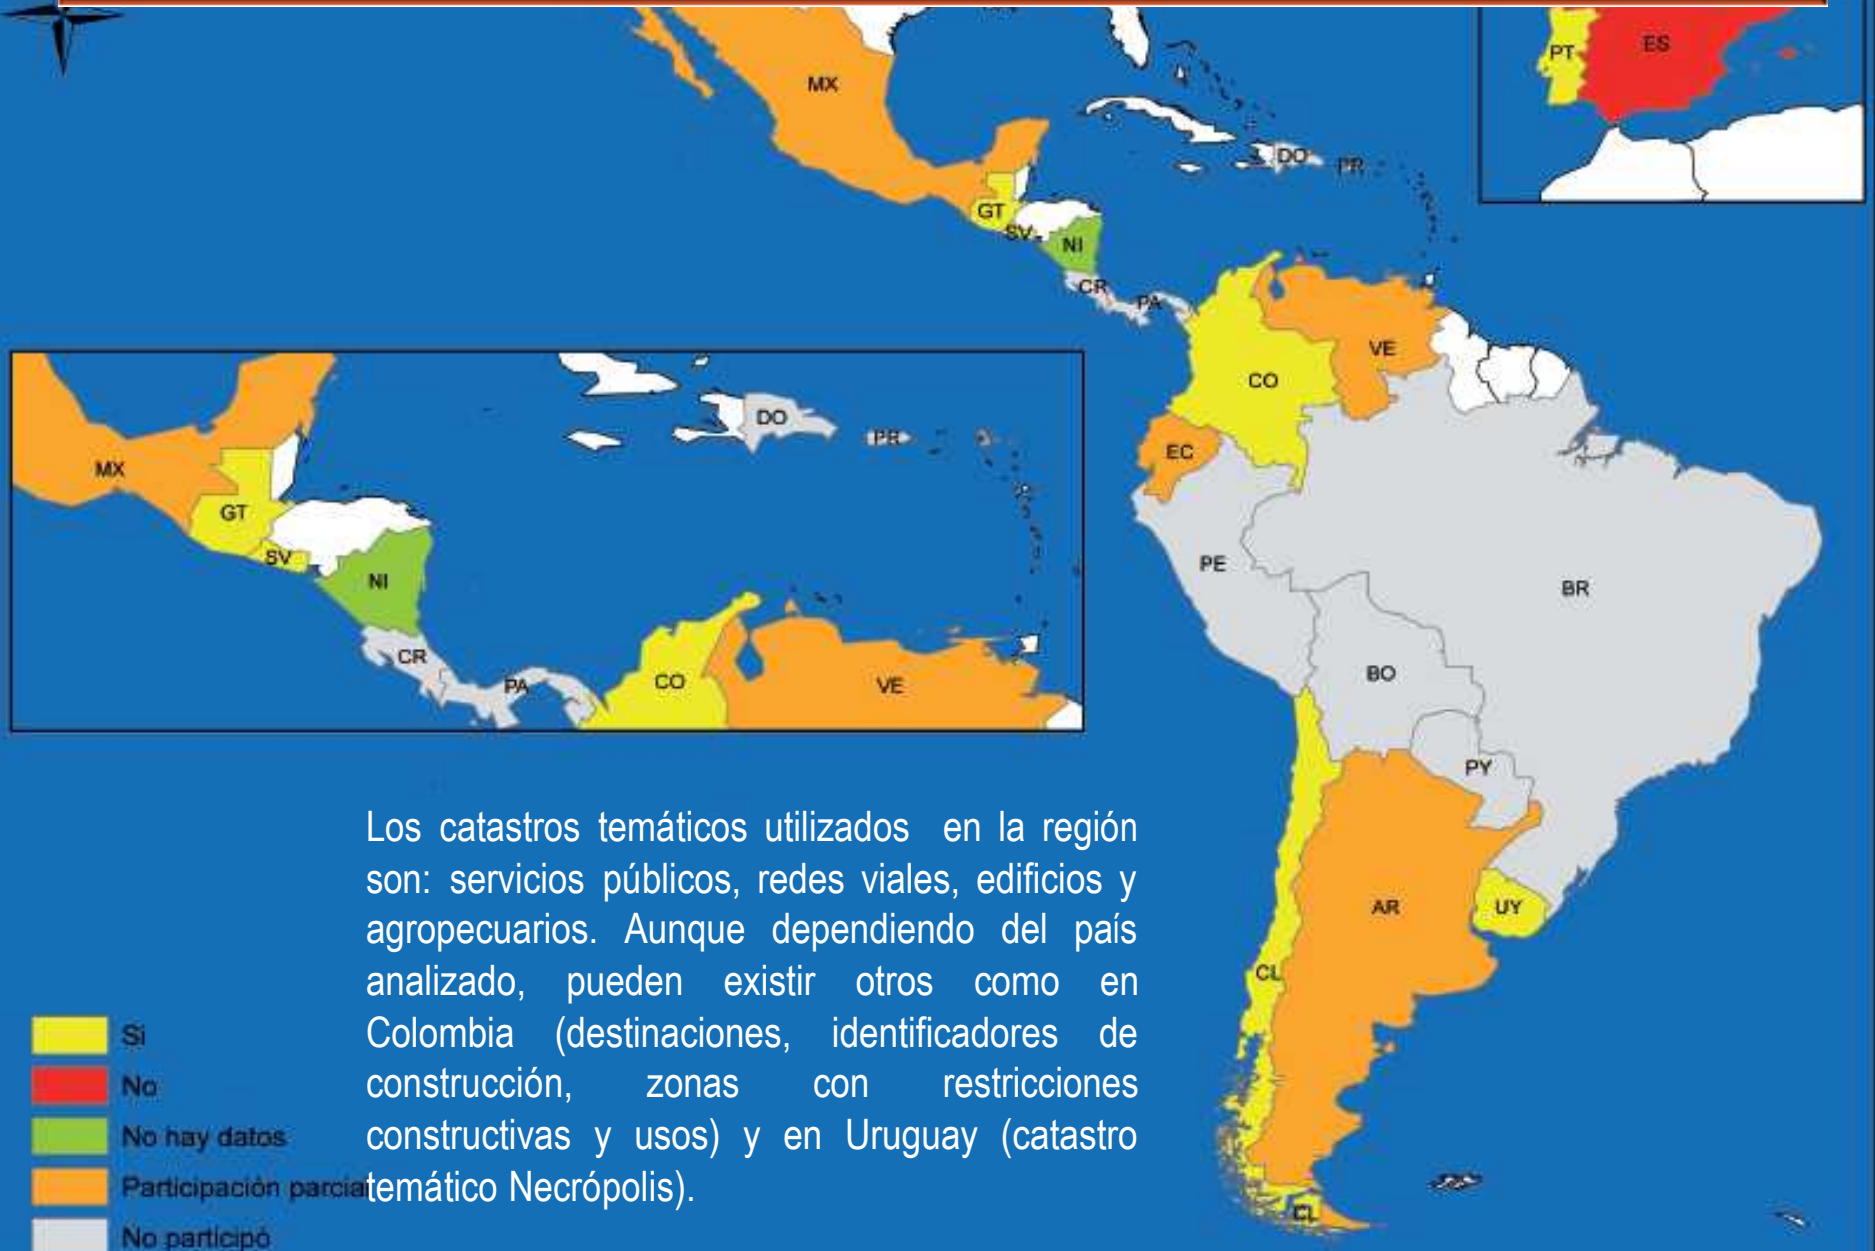 MX
PT
ES
DO
PR
GT
SV
NI
CR
PA
VE
CO
EC
PE
BR
BO
PY
AR
UY
CL
CL
MX
GT
SV
NI
CR
PA
DO
PR
CO
VE
Los catastros temáticos utilizados en la región
son: servicios públicos, redes viales, edificios y
agropecuarios. Aunque dependiendo del país
analizado, pueden existir otros como en
Colombia (destinaciones, identificadores de
construcción, zonas con restricciones
constructivas y usos) y en Uruguay (catastro
temático Necrópolis).
Si
No
No hay datos
Participación parcial
No participó